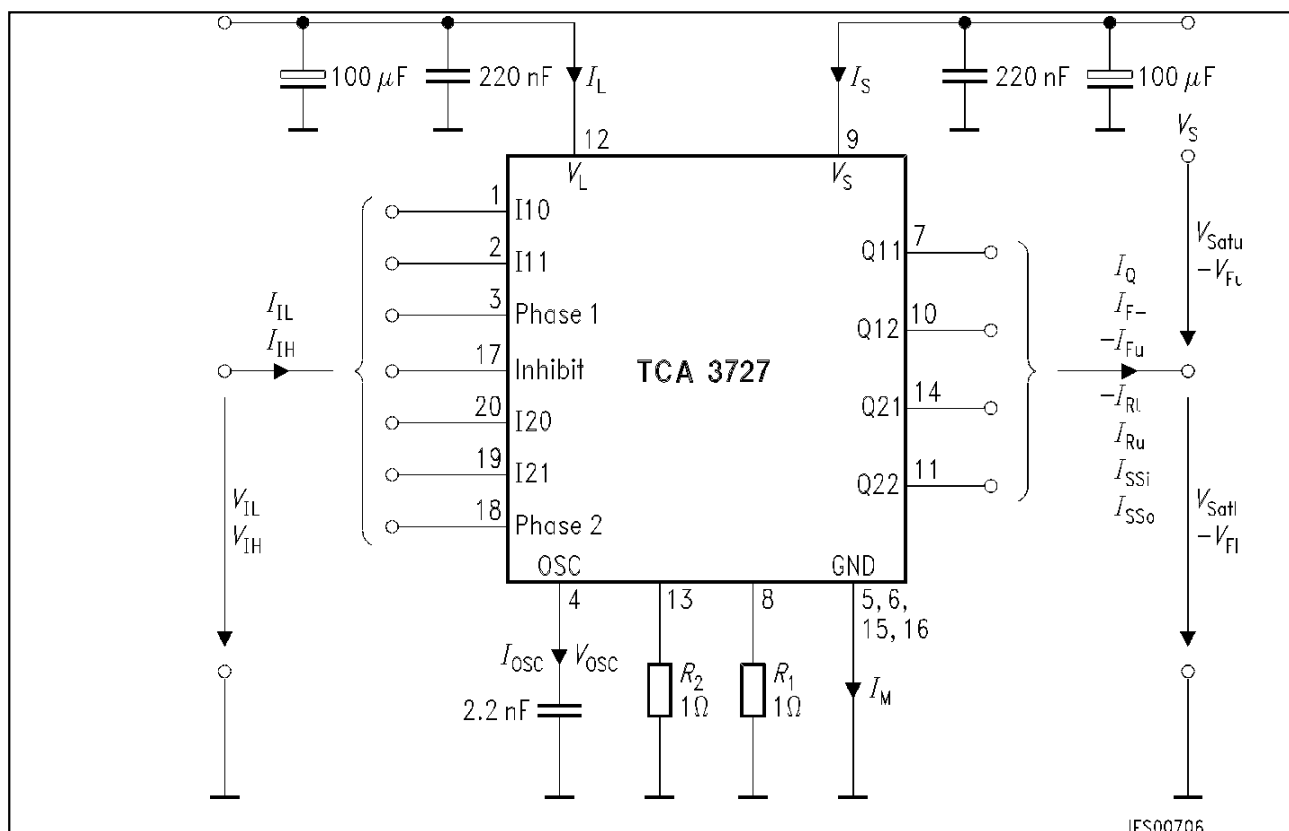 100 μF
220 nF
I_L
I_S
220 nF
100 μF
12
9
V_S
V_L
V_S
1
I10
2
I11
3
Phase 1
17
Inhibit
20
I20
19
I21
18
Phase 2
I_IL
I_IH
V_IL
V_IH
TCA 3727
Q11
7
Q12
10
Q21
14
Q22
11
I_Q
-I_Fu
I_Ru
I_SSi
I_SSo
V_Satu
V_Satl
-V_Fl
OSC
GND
4
13
8
5, 6,
15, 16
I_OSC
V_OSC
2.2 nF
R_2
1Ω
R_1
1Ω
I_M
IES00706